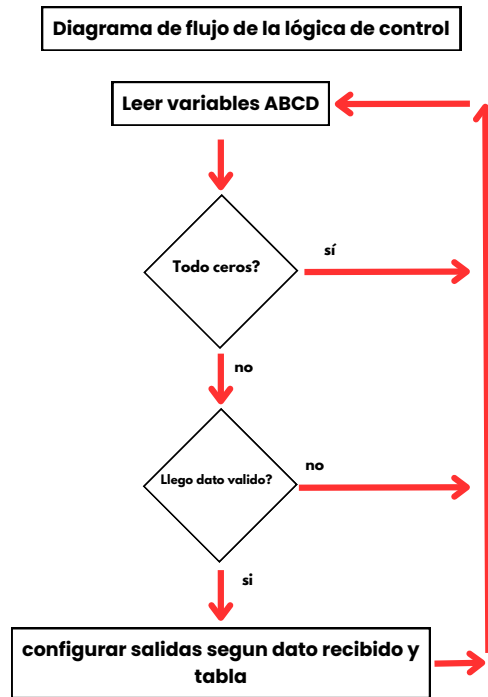 Diagrama de flujo de la lógica de control
Leer variables ABCD
Todo ceros?
sí
no
Llego dato valido?
no
si
configurar salidas segun dato recibido y
tabla